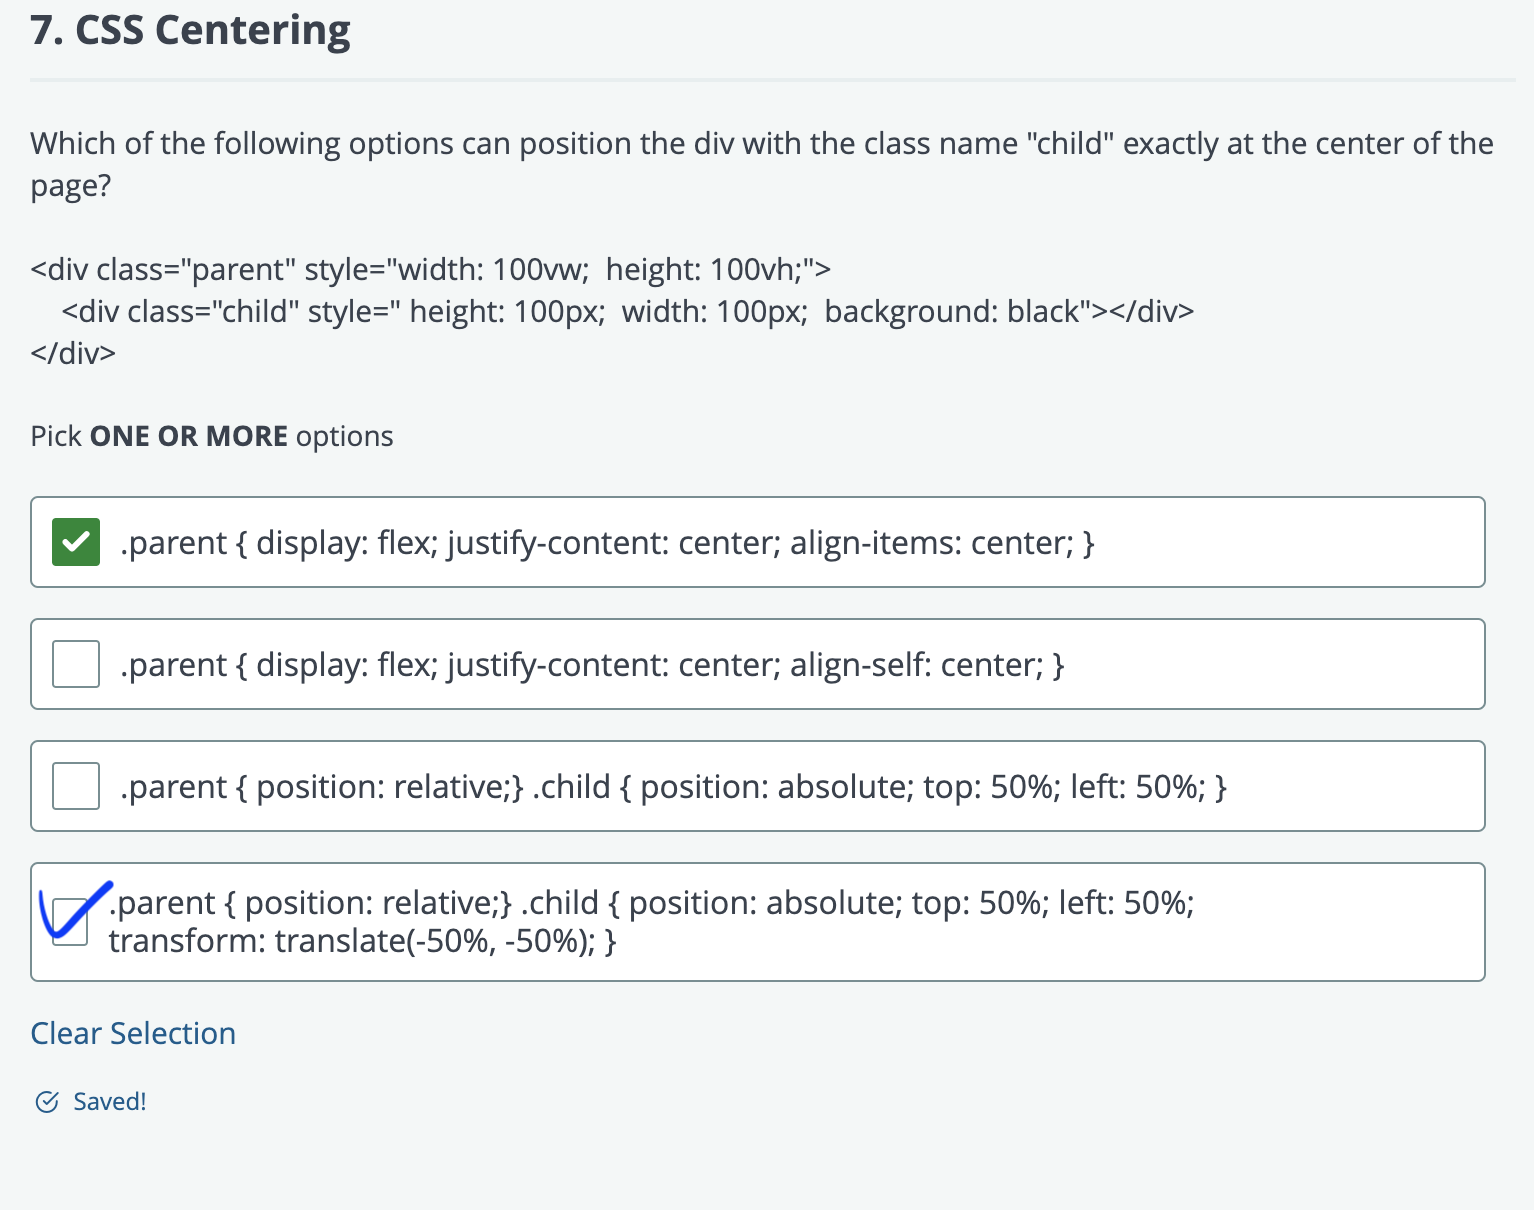 7. CSS Centering
Which of the following options can position the div with the class name "child" exactly at the center of the
page?
<div class="parent" style="width: 100vw;  height: 100vh;">
    <div class="child" style=" height: 100px;  width: 100px;  background: black"></div>
</div>
Pick ONE OR MORE options
.parent { display: flex; justify-content: center; align-items: center; }
.parent { display: flex; justify-content: center; align-self: center; }
.parent { position: relative;} .child { position: absolute; top: 50%; left: 50%; }
.parent { position: relative;} .child { position: absolute; top: 50%; left: 50%;
transform: translate(-50%, -50%); }
Clear Selection
Saved!